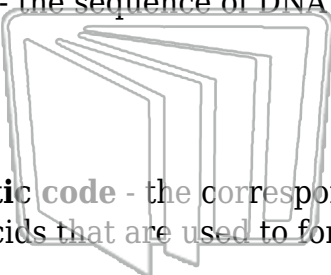 - the sequence of DNA
tic code - the correspo
cids that are used to for